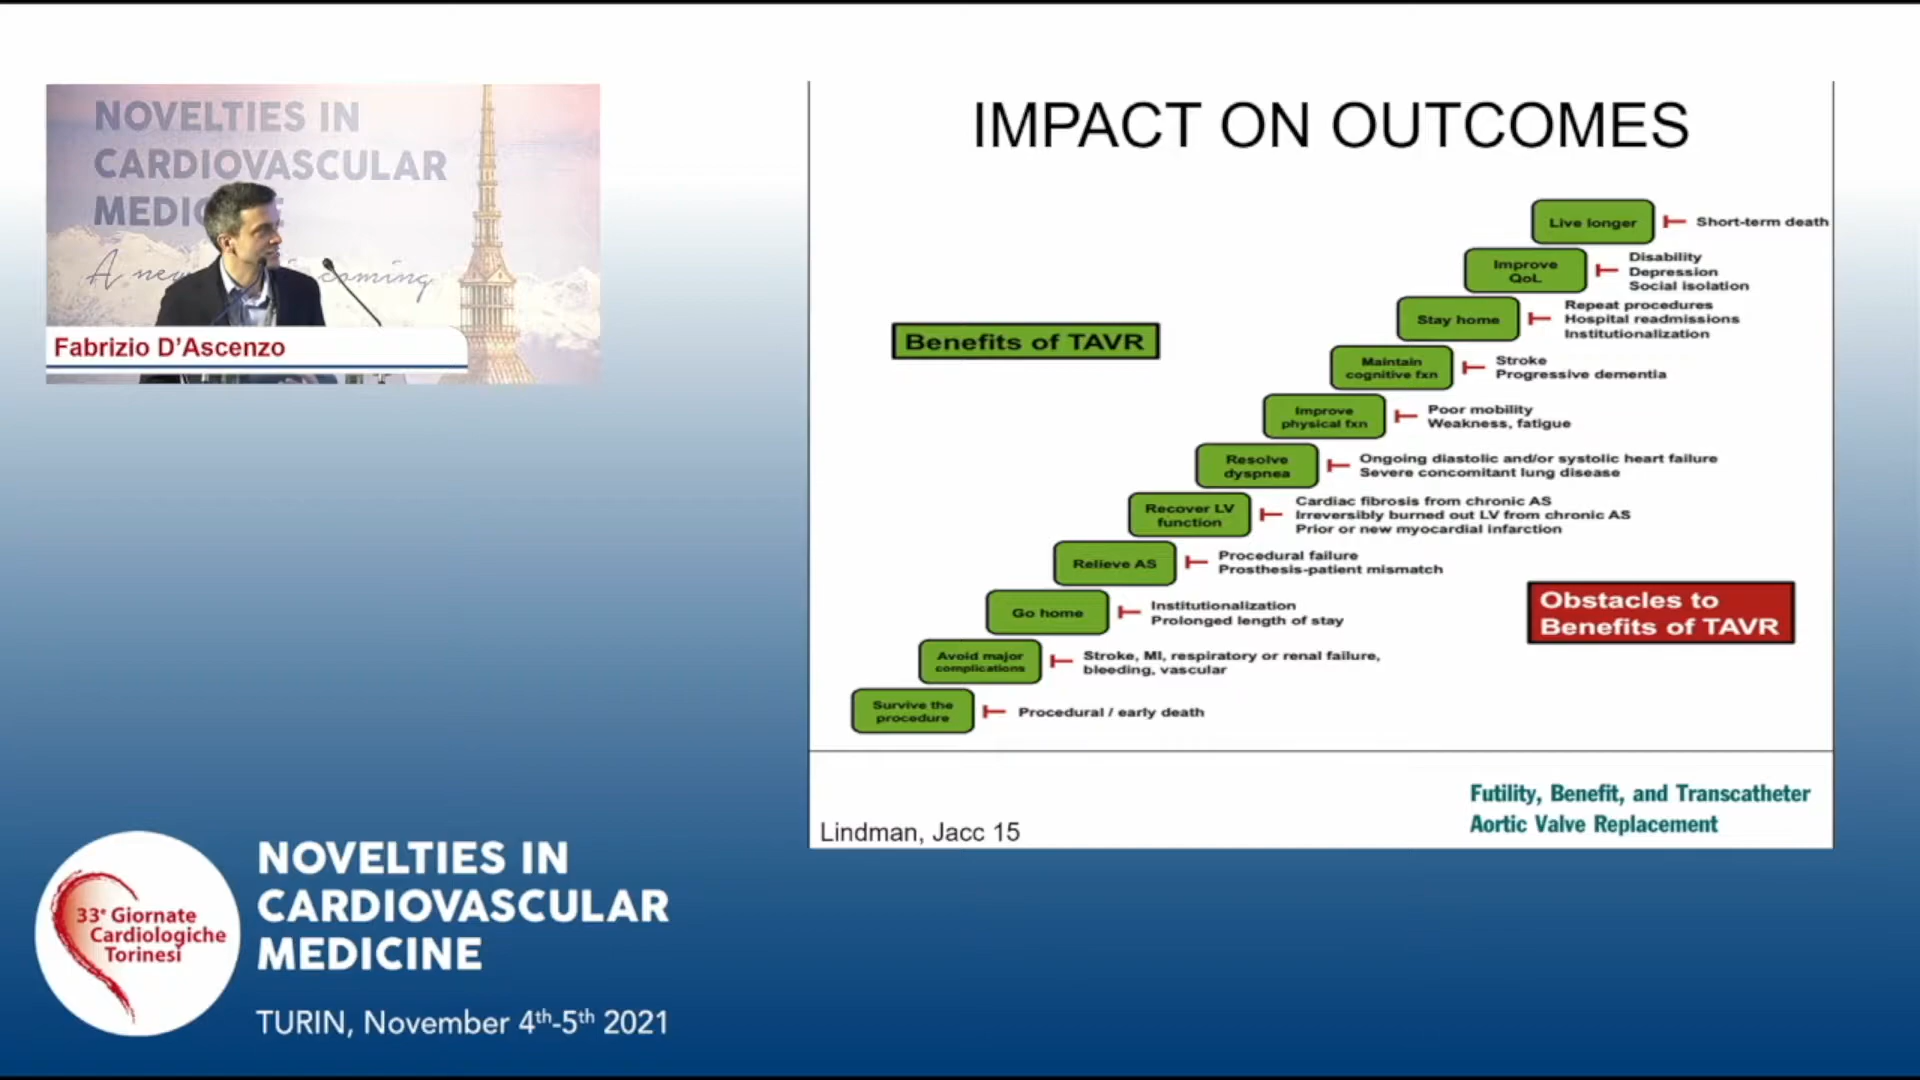 NOVELTIES IN
CARDIOVASCULAR
MEDIC
E
A new
coming
Fabrizio D'Ascenzo
IMPACT ON OUTCOMES
Live longer
Short-term death
Improve
QoL
Disability
Depression
Social isolation
Stay home
Repeat procedures
Hospital readmissions
Institutionalization
Benefits of TAVR
Maintain
cognitive fxn
Stroke
Progressive dementia
Improve
physical fxn
Poor mobility
Weakness, fatigue
Resolve
dyspnea
Ongoing diastolic and/or systolic heart failure
Severe concomitant lung disease
Recover LV
function
Cardiac fibrosis from chronic AS
Irreversibly burned out LV from chronic AS
Prior or new myocardial infarction
Relieve AS
Procedural failure
Prosthesis-patient mismatch
Go home
Institutionalization
Prolonged length of stay
Obstacles to
Benefits of TAVR
Avoid major
complications
Stroke, MI, respiratory or renal failure,
bleeding, vascular
Survive the
procedure
Procedural / early death
Lindman, Jacc 15
Futility, Benefit, and Transcatheter
Aortic Valve Replacement
33° Giornate
Cardiologiche
Torinesi
NOVELTIES IN
CARDIOVASCULAR
MEDICINE
TURIN, November 4th-5th 2021